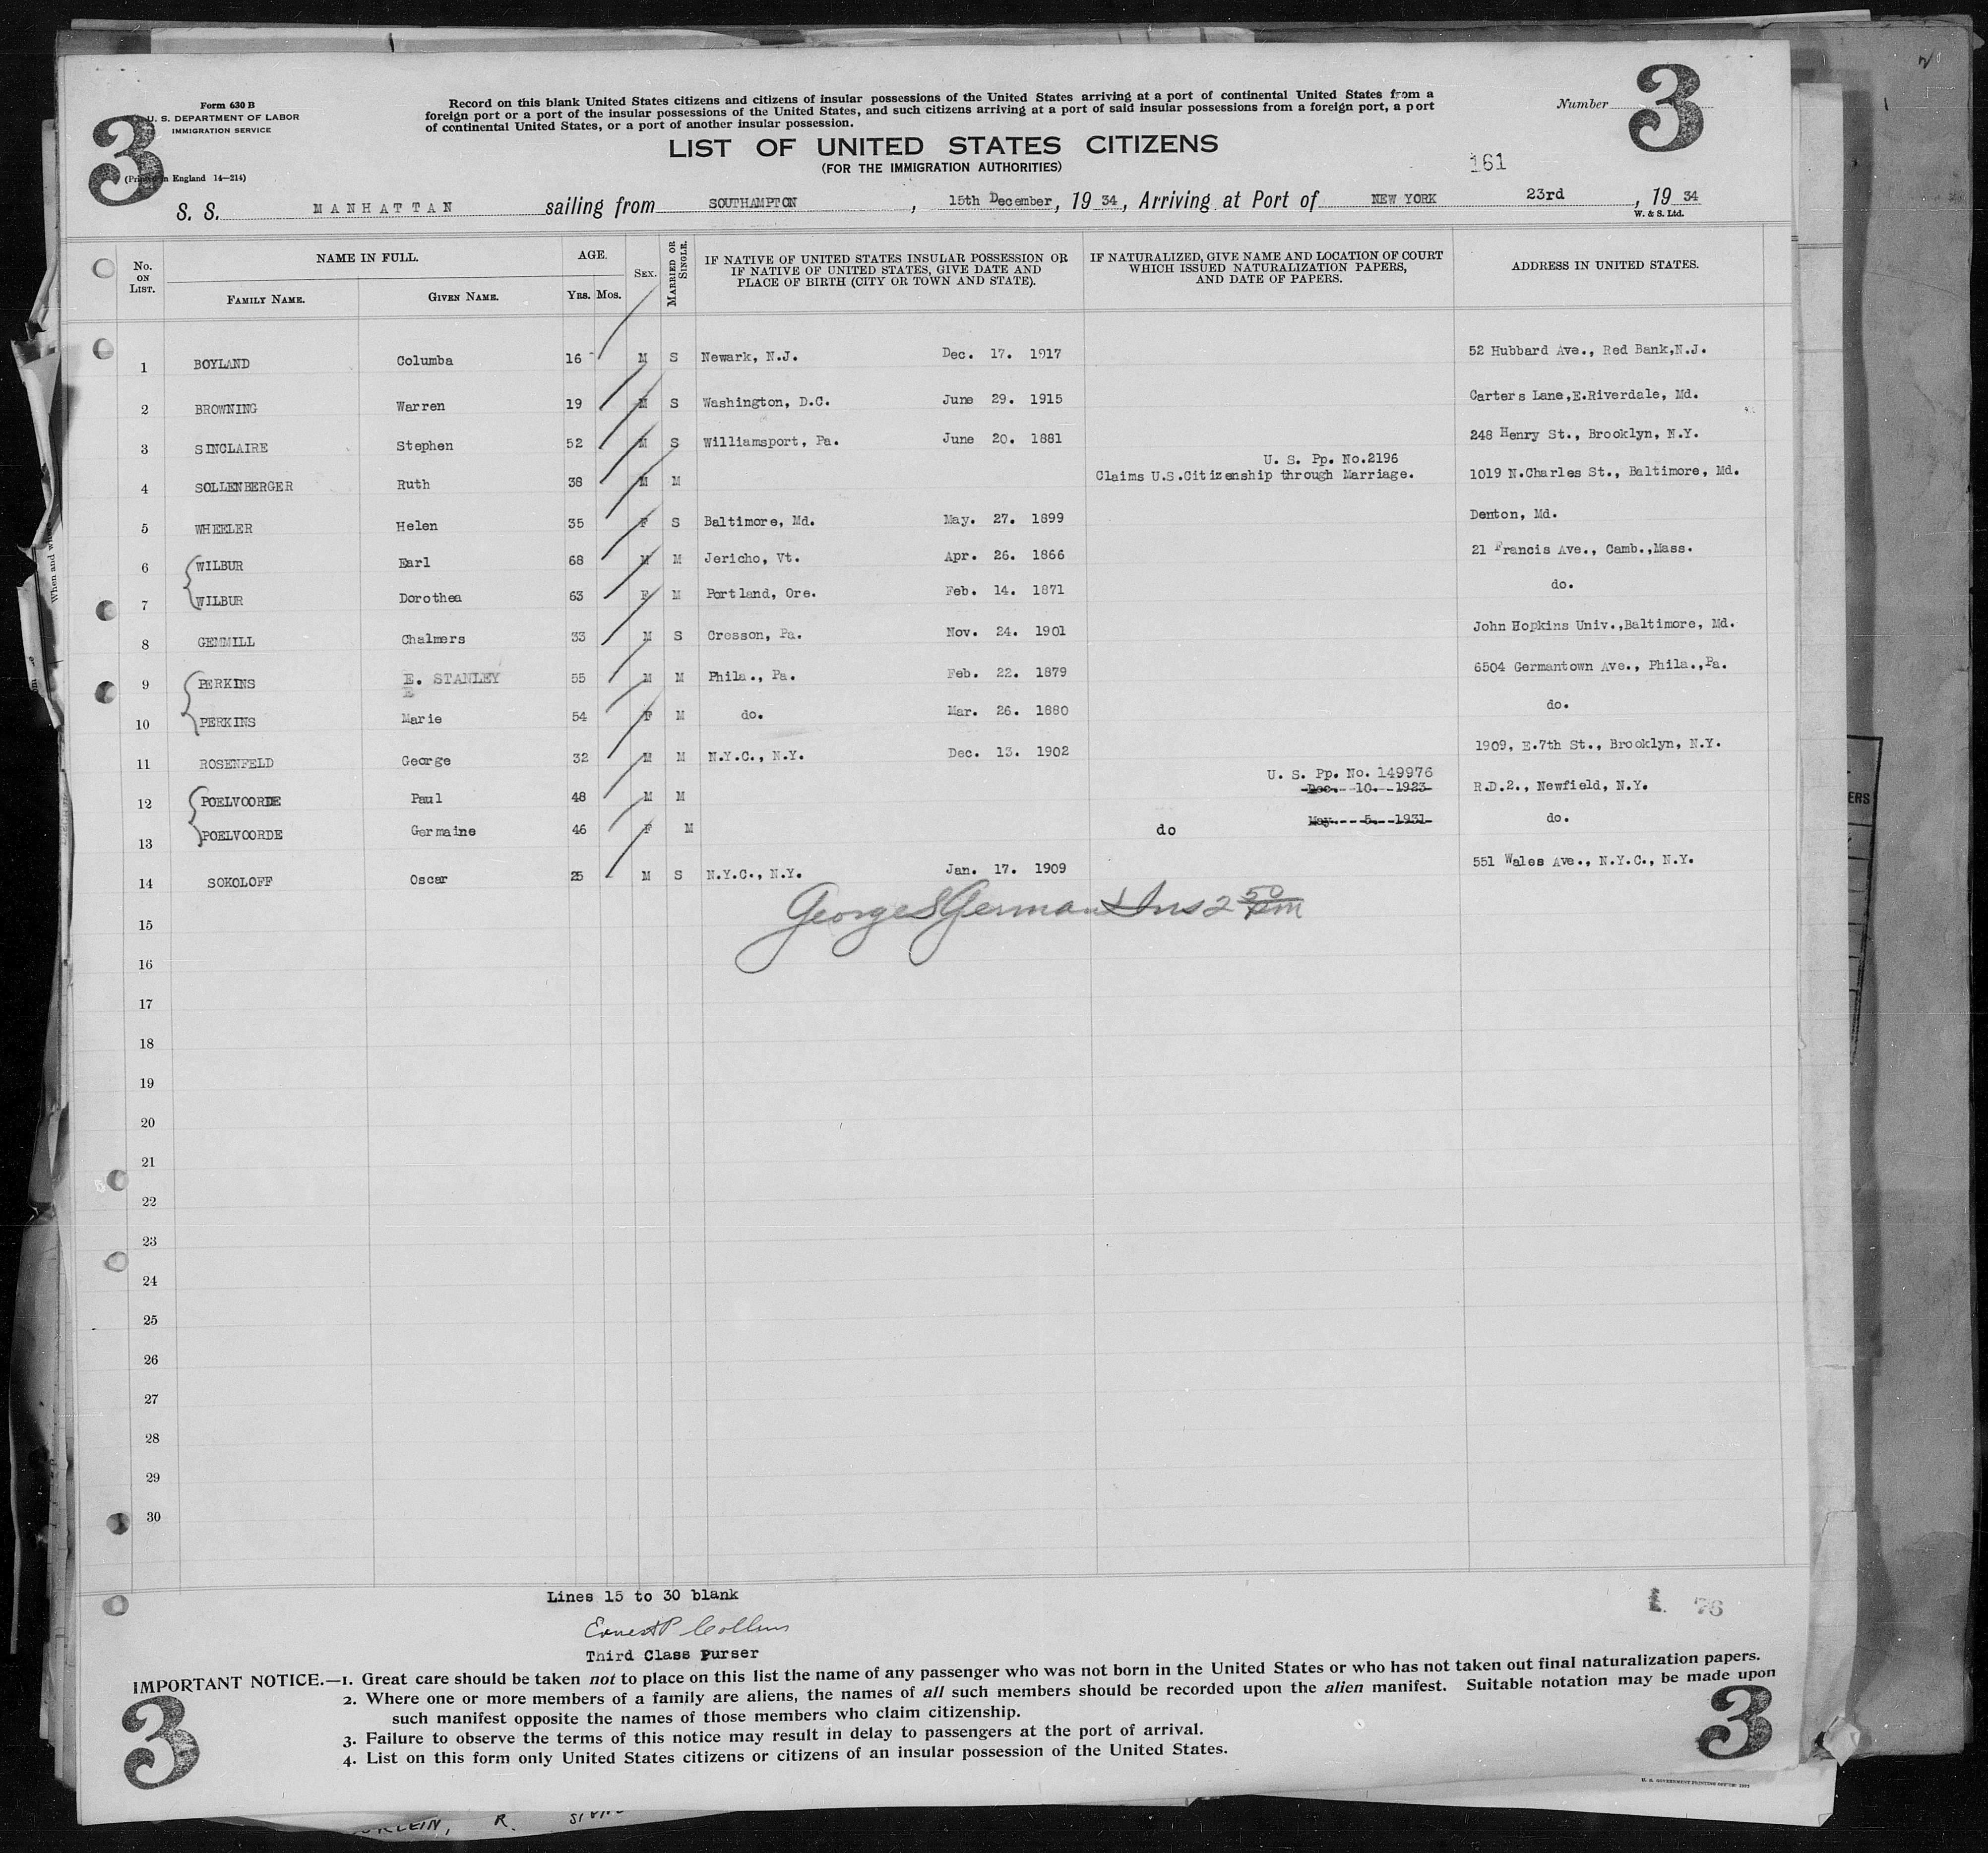 Form 630 B
U. S. DEPARTMENT OF LABOR
IMMIGRATION SERVICE
3
(Printed in England 14—214)
Record on this blank United States citizens and citizens of insular possessions of the United States arriving at a port of continental United States from a
foreign port or a port of the insular possessions of the United States, and such citizens arriving at a port of said insular possessions from a foreign port, a port
of continental United States, or a port of another insular possession.
Number 3
LIST OF UNITED STATES CITIZENS
(FOR THE IMMIGRATION AUTHORITIES)
161
S. S. MANHATTAN sailing from SOUTHAMPTON, 15th December, 19 34, Arriving at Port of NEW YORK 23rd, 19 34
W. & S. Ltd.
No. ON LIST. NAME IN FULL. AGE. SEX. MARRIED OR SINGLE. IF NATIVE OF UNITED STATES INSULAR POSSESSION OR IF NATIVE OF UNITED STATES, GIVE DATE AND PLACE OF BIRTH (CITY OR TOWN AND STATE). IF NATURALIZED, GIVE NAME AND LOCATION OF COURT WHICH ISSUED NATURALIZATION PAPERS, AND DATE OF PAPERS. ADDRESS IN UNITED STATES.
FAMILY NAME. GIVEN NAME. YRS. MOS.
1 BOYLAND Columba 16 M S Newark, N.J. Dec. 17. 1917 52 Hubbard Ave., Red Bank,N.J.
2 BROWNING Warren 19 M S Washington, D.C. June 29. 1915 Carters Lane,E.Riverdale, Md.
3 SINCLAIRE Stephen 52 M S Williamsport, Pa. June 20. 1881 248 Henry St., Brooklyn, N.Y.
U. S. Pp. No.2196
4 SOLLENBERGER Ruth 38 M M Claims U.S.Citizenship through Marriage. 1019 N.Charles St., Baltimore, Md.
5 WHEELER Helen 35 F S Baltimore, Md. May. 27. 1899 Denton, Md.
6 WILBUR Earl 68 M M Jericho, Vt. Apr. 26. 1866 21 Francis Ave., Camb.,Mass.
7 WILBUR Dorothea 63 F M Portland, Ore. Feb. 14. 1871 do.
8 GEMMILL Chalmers 33 M S Cresson, Pa. Nov. 24. 1901 John Hopkins Univ.,Baltimore, Md.
9 PERKINS E. STANLEY 55 M M Phila., Pa. Feb. 22. 1879 6504 Germantown Ave., Phila.,Pa.
E
10 PERKINS Marie 54 F M do. Mar. 26. 1880 do.
11 ROSENFELD George 32 M M N.Y.C., N.Y. Dec. 13. 1902 1909, E.7th St., Brooklyn, N.Y.
U. S. Pp. No. 149976
12 POELVOORDE Paul 48 M M Dec. 10. 1923 R.D.2., Newfield, N.Y.
13 POELVOORDE Germaine 46 F M do May. 5. 1931 do.
14 SOKOLOFF Oscar 25 M S N.Y.C., N.Y. Jan. 17. 1909 551 Wales Ave., N.Y.C., N.Y.
George S German Ins 2 50 pm
15
16
17
18
19
20
21
22
23
24
25
26
27
28
29
30
Lines 15 to 30 blank
Ernest P Collins
Third Class Purser
76
IMPORTANT NOTICE.—1. Great care should be taken not to place on this list the name of any passenger who was not born in the United States or who has not taken out final naturalization papers.
2. Where one or more members of a family are aliens, the names of all such members should be recorded upon the alien manifest. Suitable notation may be made upon
such manifest opposite the names of those members who claim citizenship.
3. Failure to observe the terms of this notice may result in delay to passengers at the port of arrival.
4. List on this form only United States citizens or citizens of an insular possession of the United States.
3
3